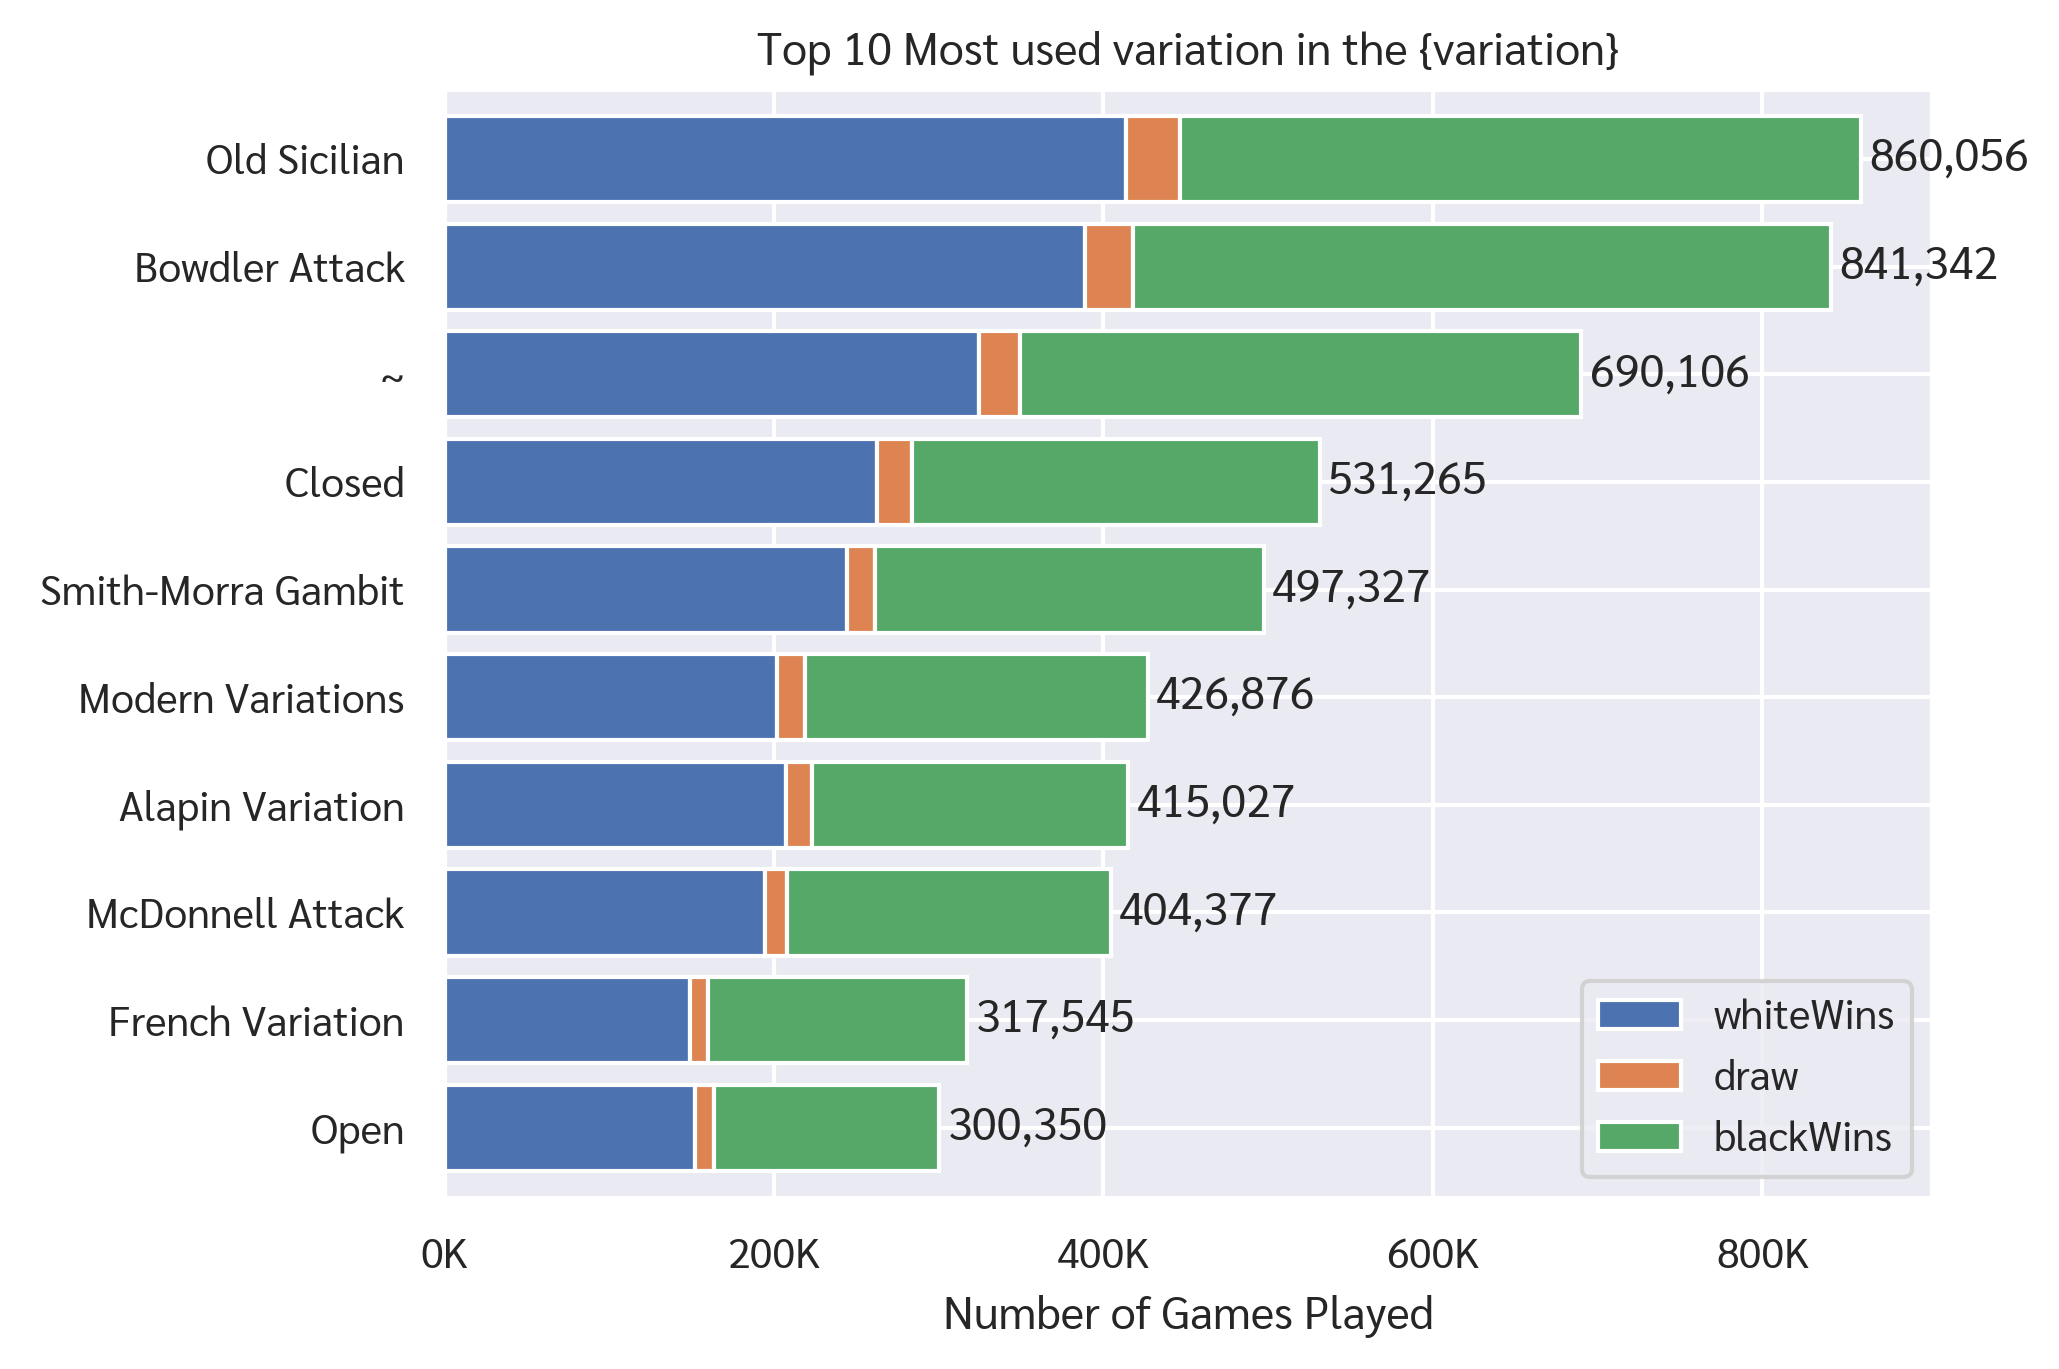 Top 10 Most used variation in the {variation}
Old Sicilian
860,056
Bowdler Attack
841,342
~
690,106
Closed
531,265
Smith-Morra Gambit
497,327
Modern Variations
426,876
Alapin Variation
415,027
McDonnell Attack
404,377
French Variation
317,545
Open
300,350
whiteWins
draw
blackWins
0K
200K
400K
600K
800K
Number of Games Played